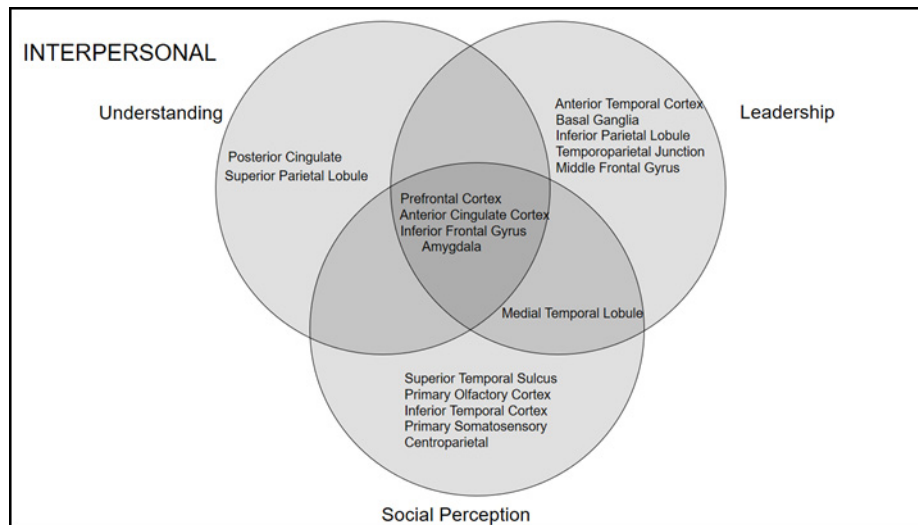 INTERPERSONAL
Understanding
Leadership
Posterior Cingulate
Superior Parietal Lobule
Anterior Temporal Cortex
Basal Ganglia
Inferior Parietal Lobule
Temporoparietal Junction
Middle Frontal Gyrus
Prefrontal Cortex
Anterior Cingulate Cortex
Inferior Frontal Gyrus
Amygdala
Medial Temporal Lobule
Superior Temporal Sulcus
Primary Olfactory Cortex
Inferior Temporal Cortex
Primary Somatosensory
Centroparietal
Social Perception